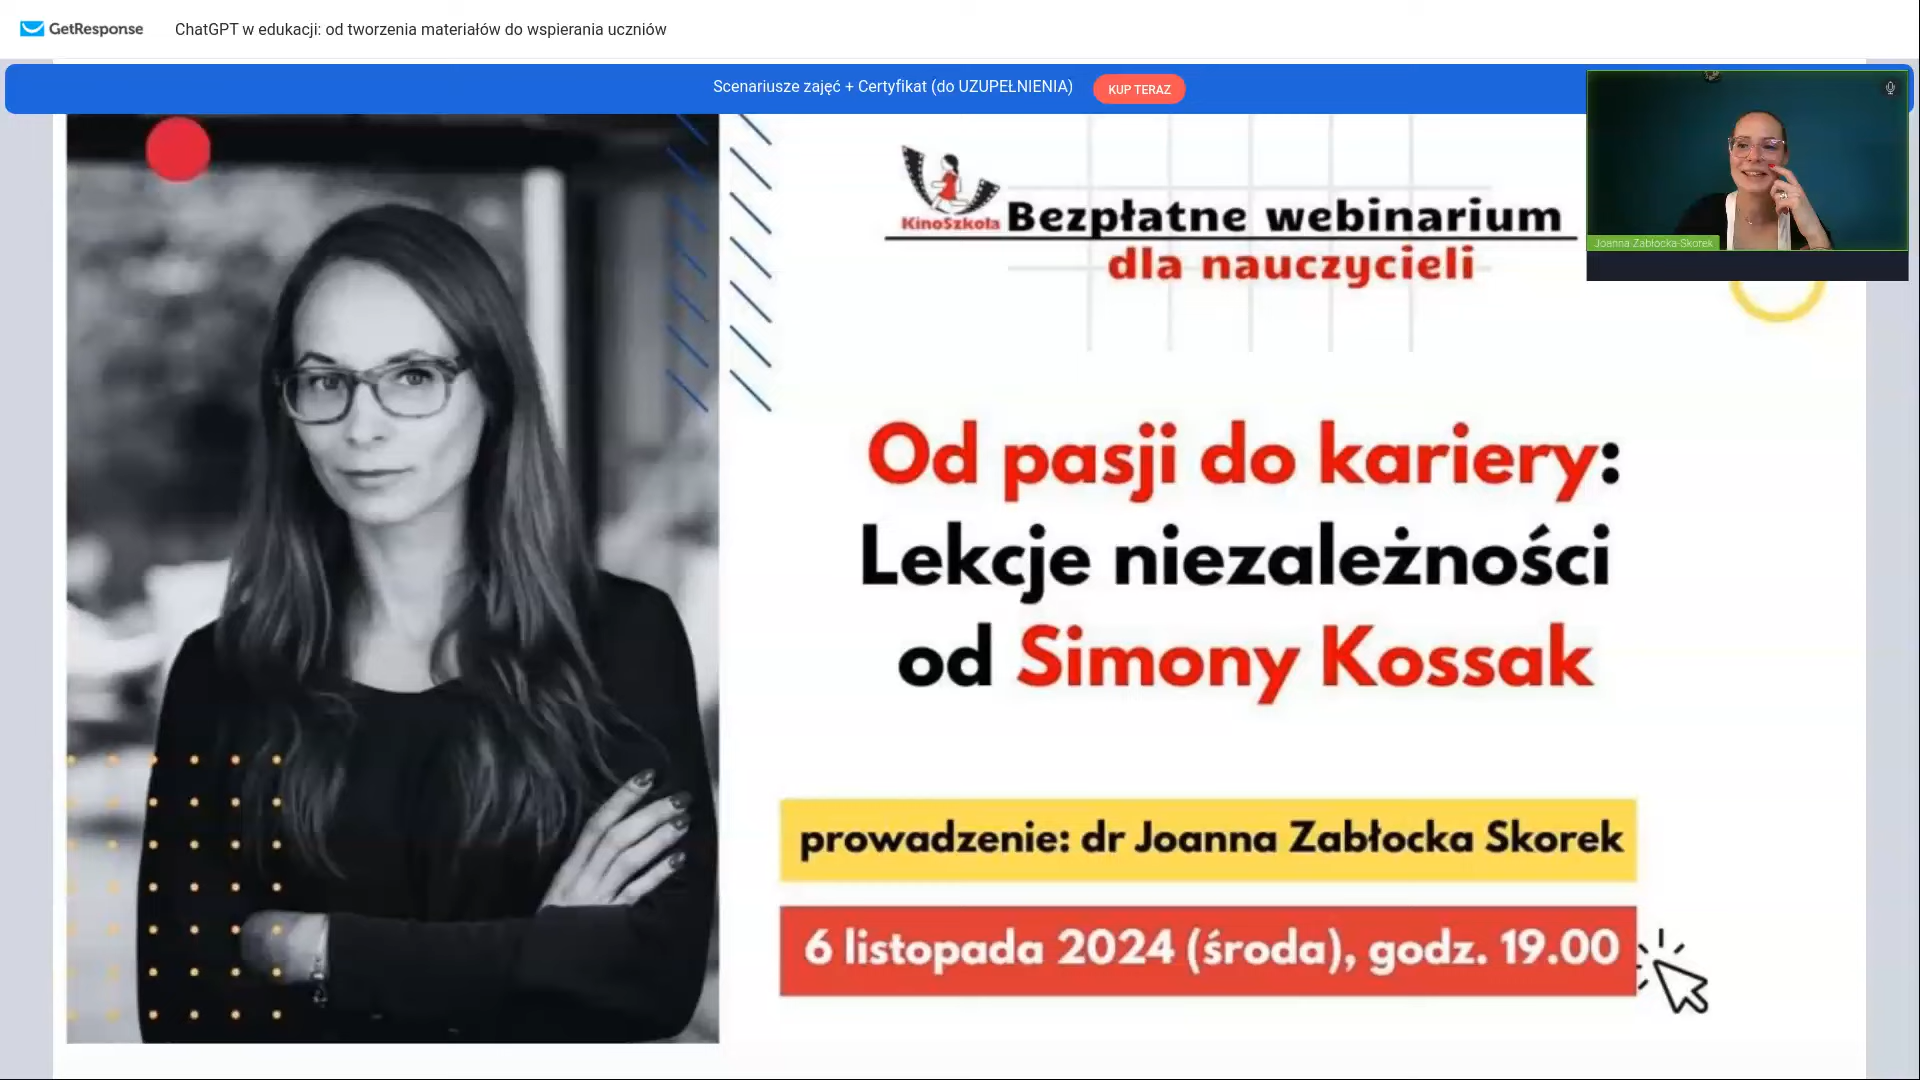 GetResponse
ChatGPT w edukacji: od tworzenia materiałów do wspierania uczniów
Scenariusze zajęć + Certyfikat (do UZUPEŁNIENIA)
KUP TERAZ
Joanna Zabłocka-Skorek
KinoSzkoła
Bezpłatne webinarium
dla nauczycieli
Od pasji do kariery:
Lekcje niezależności
od Simony Kossak
prowadzenie: dr Joanna Zabłocka Skorek
6 listopada 2024 (środa), godz. 19.00